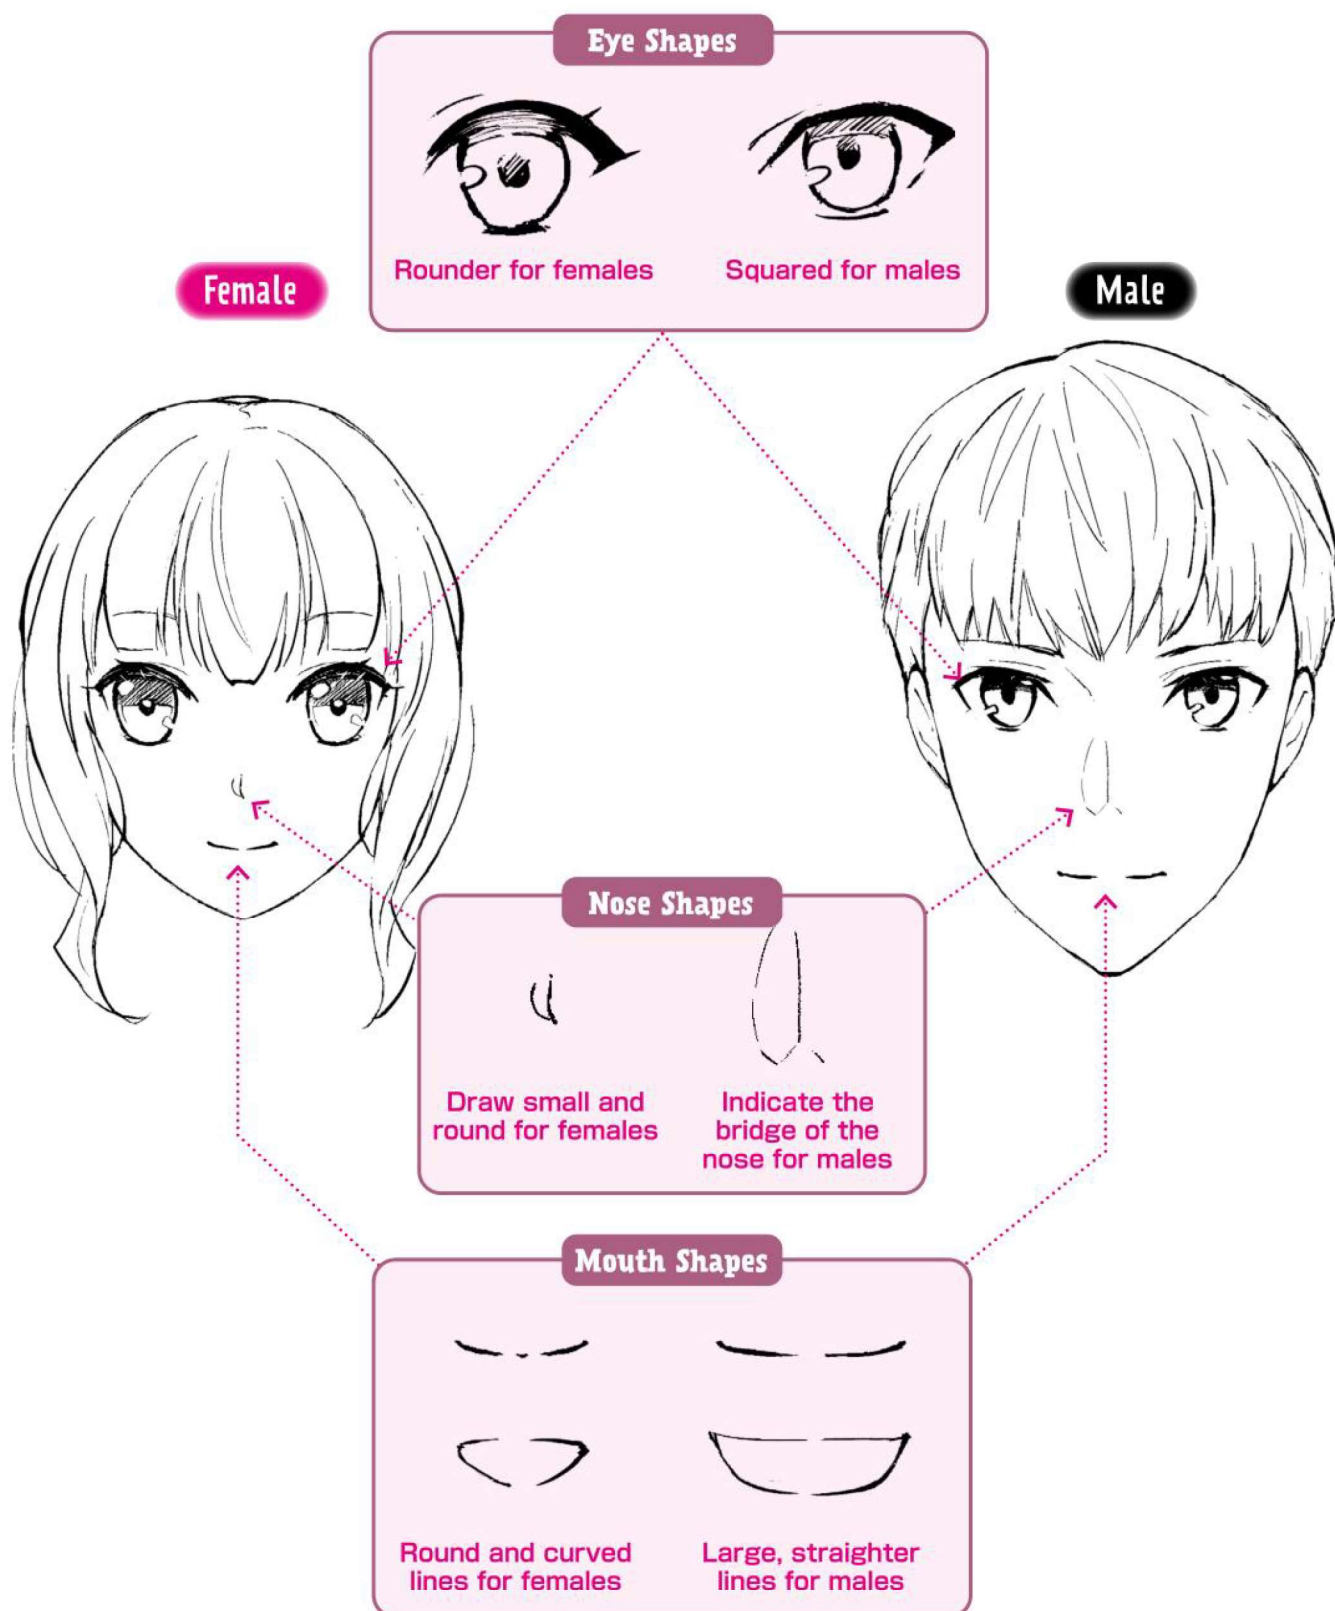 Eye Shapes
Rounder for females
Squared for males
Female
Male
Nose Shapes
Draw small and
round for females
Indicate the
bridge of the
nose for males
Mouth Shapes
Round and curved
lines for females
Large, straighter
lines for males